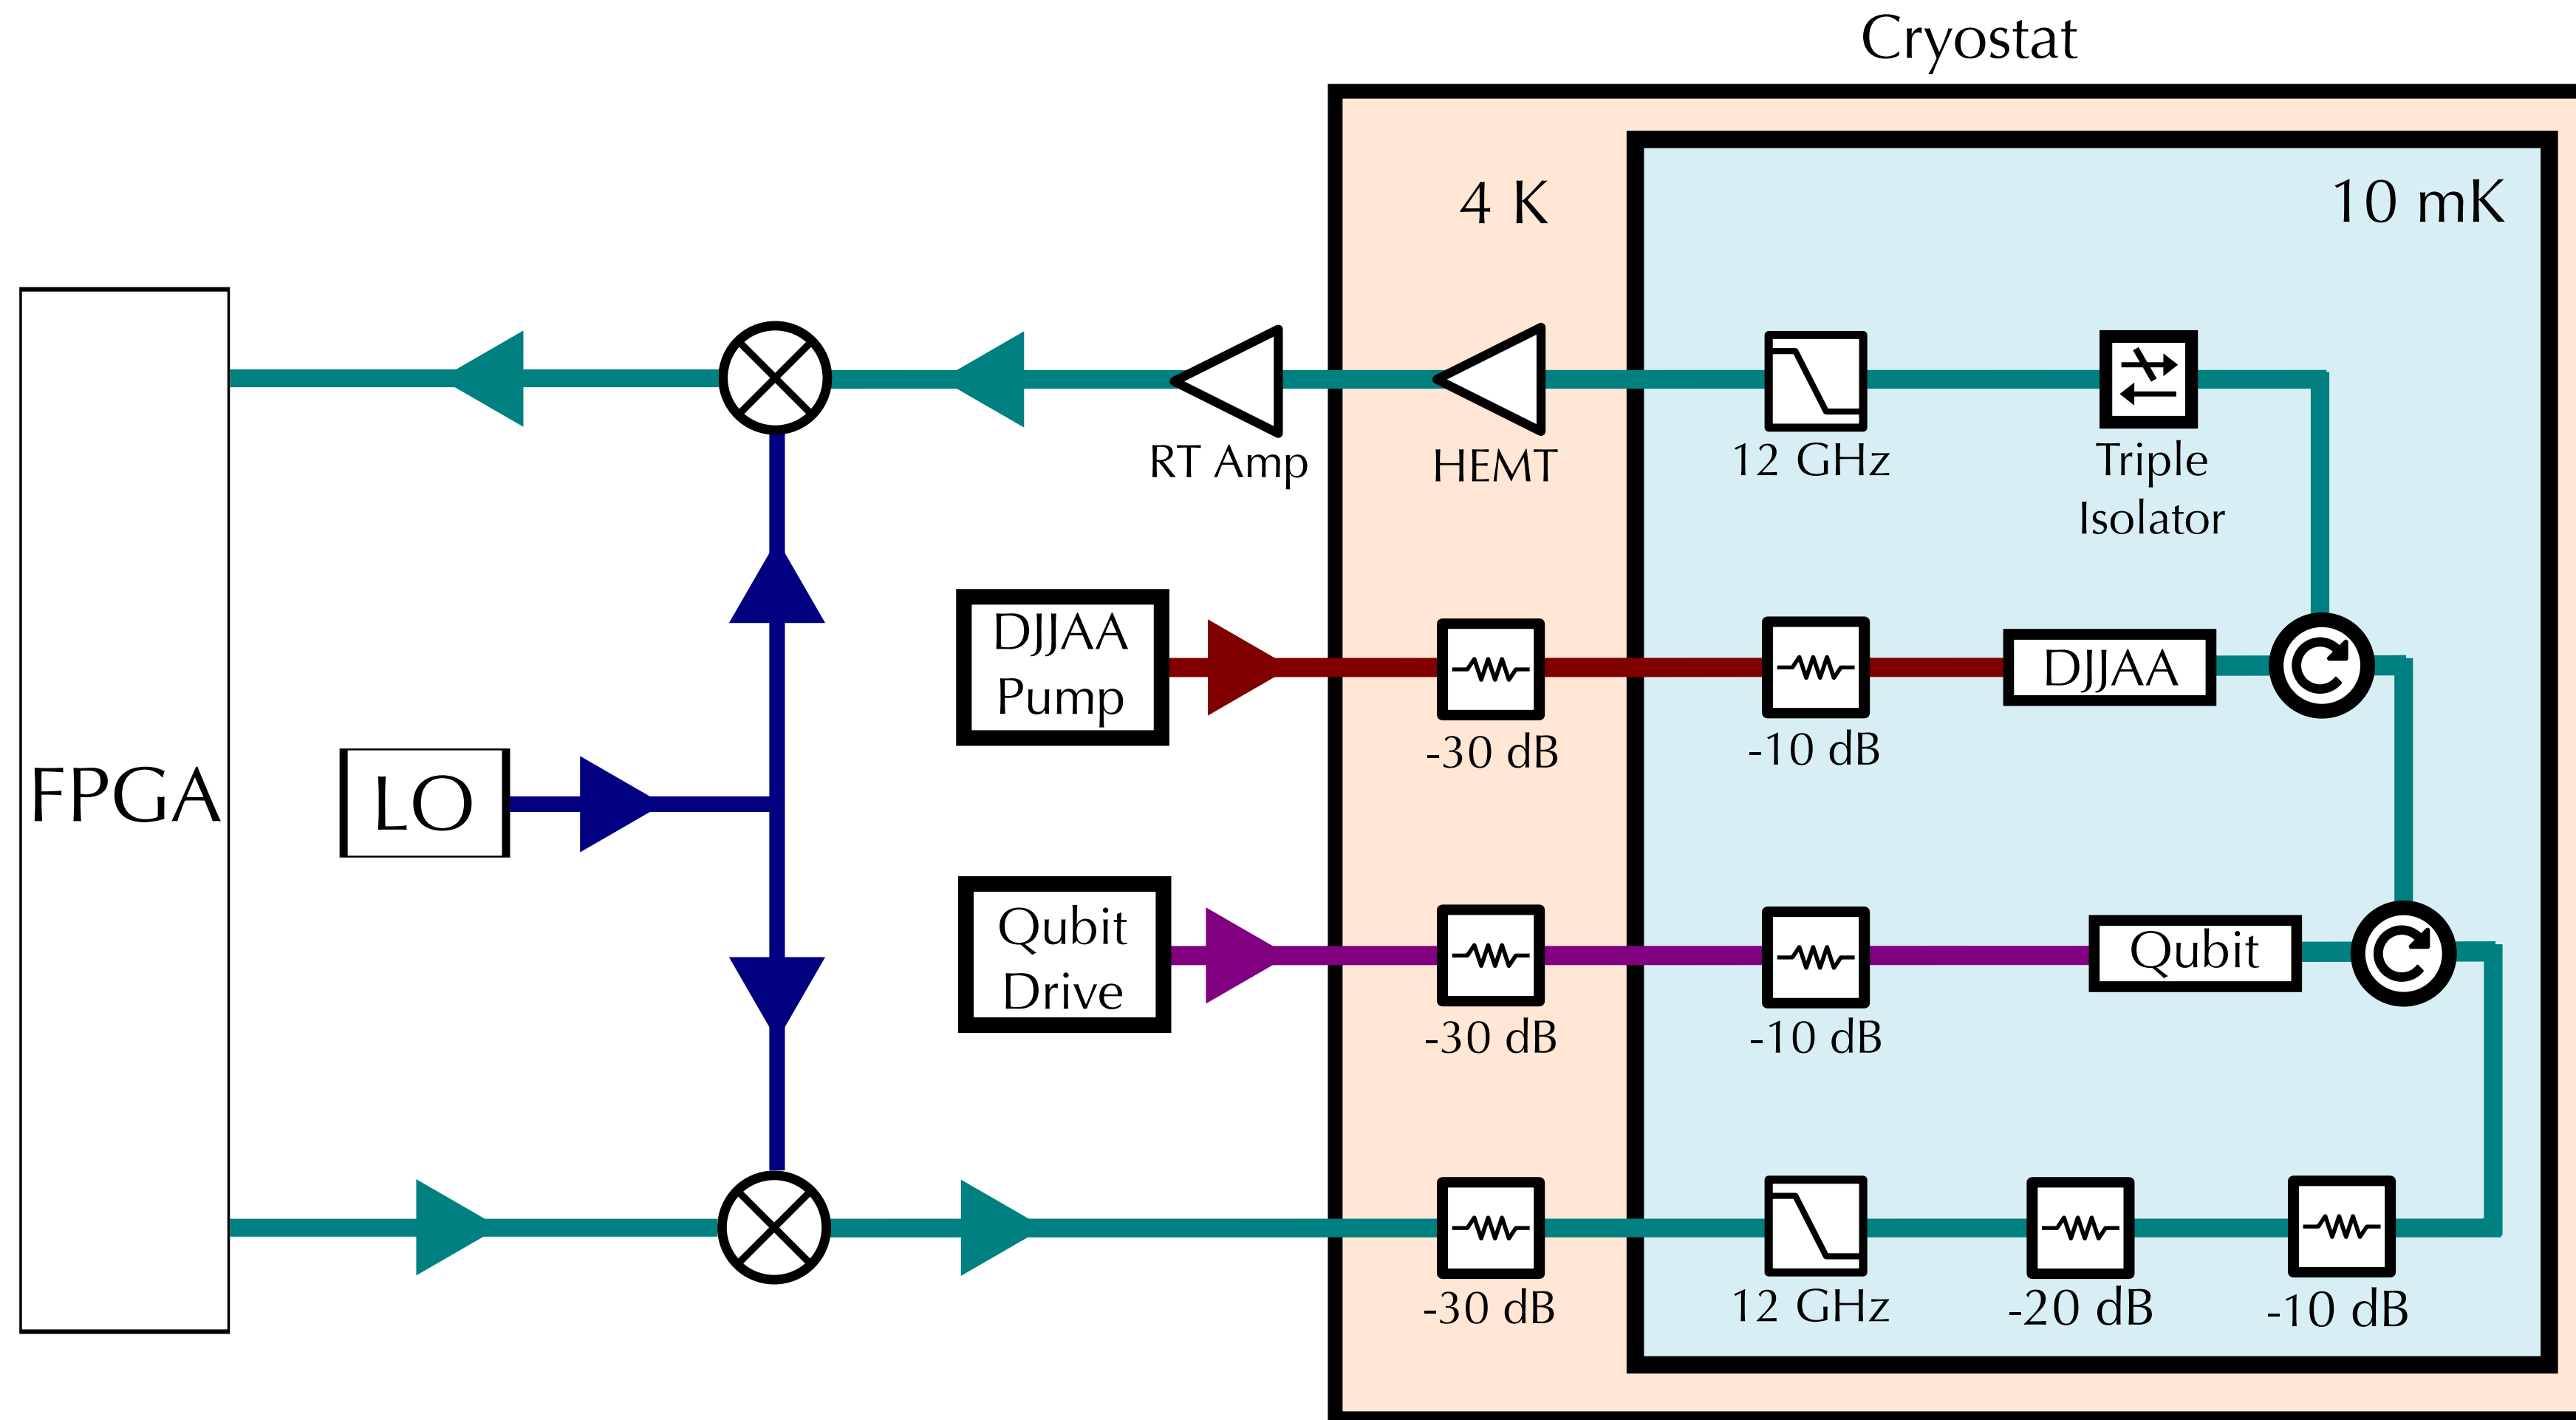 Cryostat
4 K
10 mK
RT Amp
HEMT
12 GHz
Triple
Isolator
DJJAA
Pump
-30 dB
-10 dB
DJJAA
FPGA
LO
Qubit
Drive
-30 dB
-10 dB
Qubit
-30 dB
12 GHz
-20 dB
-10 dB